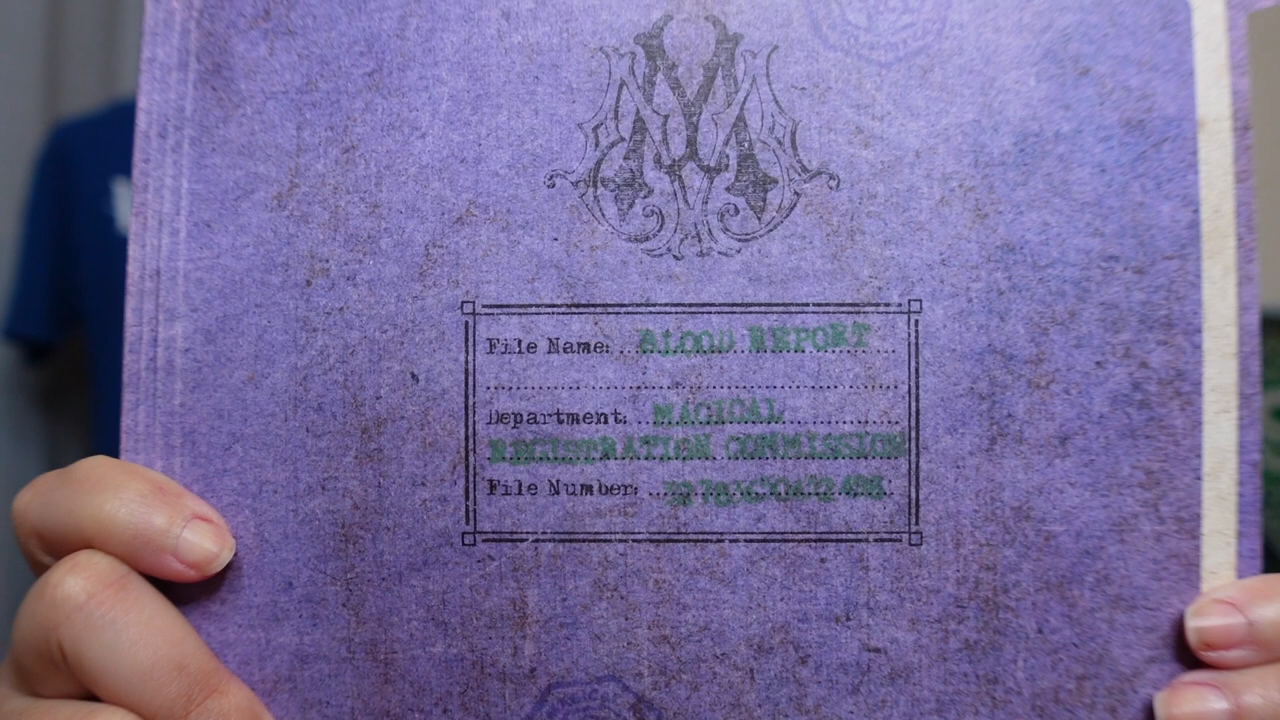 File Name: BLOOD REPORT
Department: MAGICAL
REGISTRATION COMMISSION
File Number: